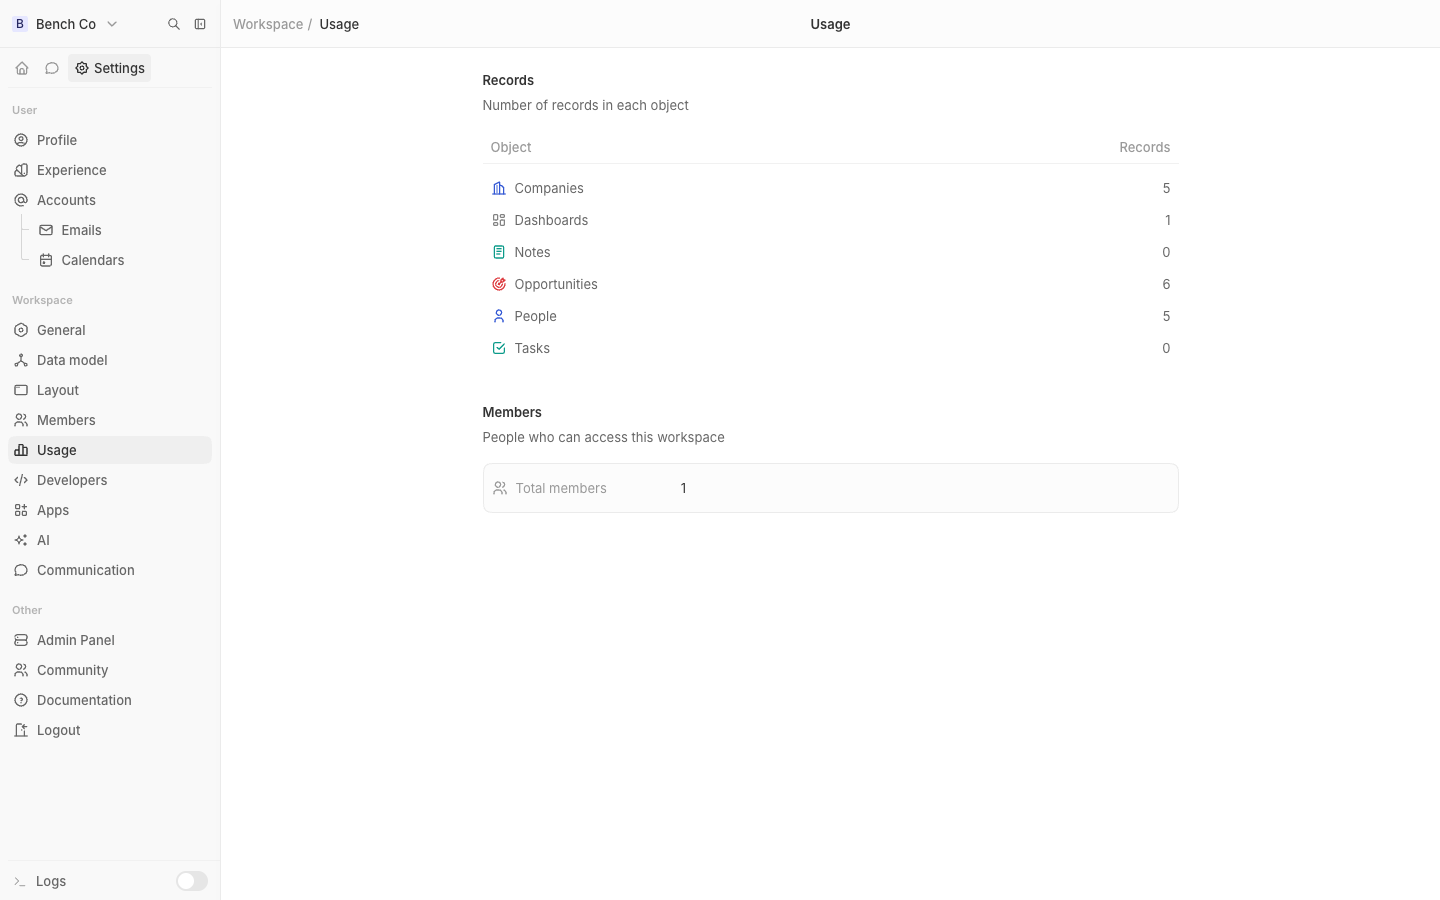 B Bench Co
Workspace / Usage
Usage
Settings
User
Profile
Experience
Accounts
Emails
Calendars
Workspace
General
Data model
Layout
Members
Usage
Developers
Apps
AI
Communication
Other
Admin Panel
Community
Documentation
Logout
Logs
Records
Number of records in each object
Object Records
Companies 5
Dashboards 1
Notes 0
Opportunities 6
People 5
Tasks 0
Members
People who can access this workspace
Total members 1